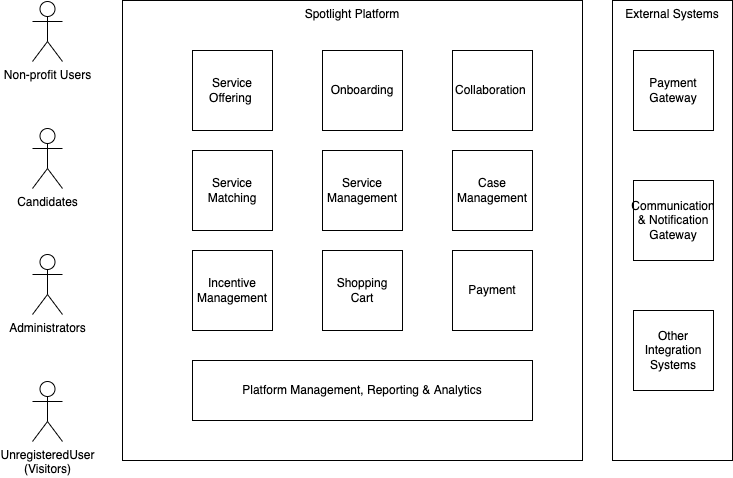 Spotlight Platform
External Systems
Non-profit Users
Service
Offering
Onboarding
Collaboration
Payment
Gateway
Candidates
Service
Matching
Service
Management
Case
Management
Communication
& Notification
Gateway
Administrators
Incentive
Management
Shopping
Cart
Payment
Other
Integration
Systems
Platform Management, Reporting & Analytics
UnregisteredUser
(Visitors)